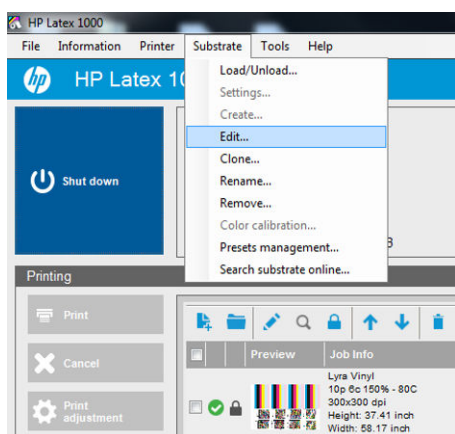 HP Latex 1000
File Information Printer Substrate Tools Help
hp HP Latex 10
Load/Unload...
Settings...
Create...
Edit...
Clone...
Rename...
Remove...
Color calibration...
Presets management...
Search substrate online...
Shut down
3
Printing
Print
Cancel
Print
adjustment
Preview Job Info
Lyra Vinyl
10p 6c 150% - 80C
300x300 dpi
Height: 37.41 inch
Width: 58.17 inch